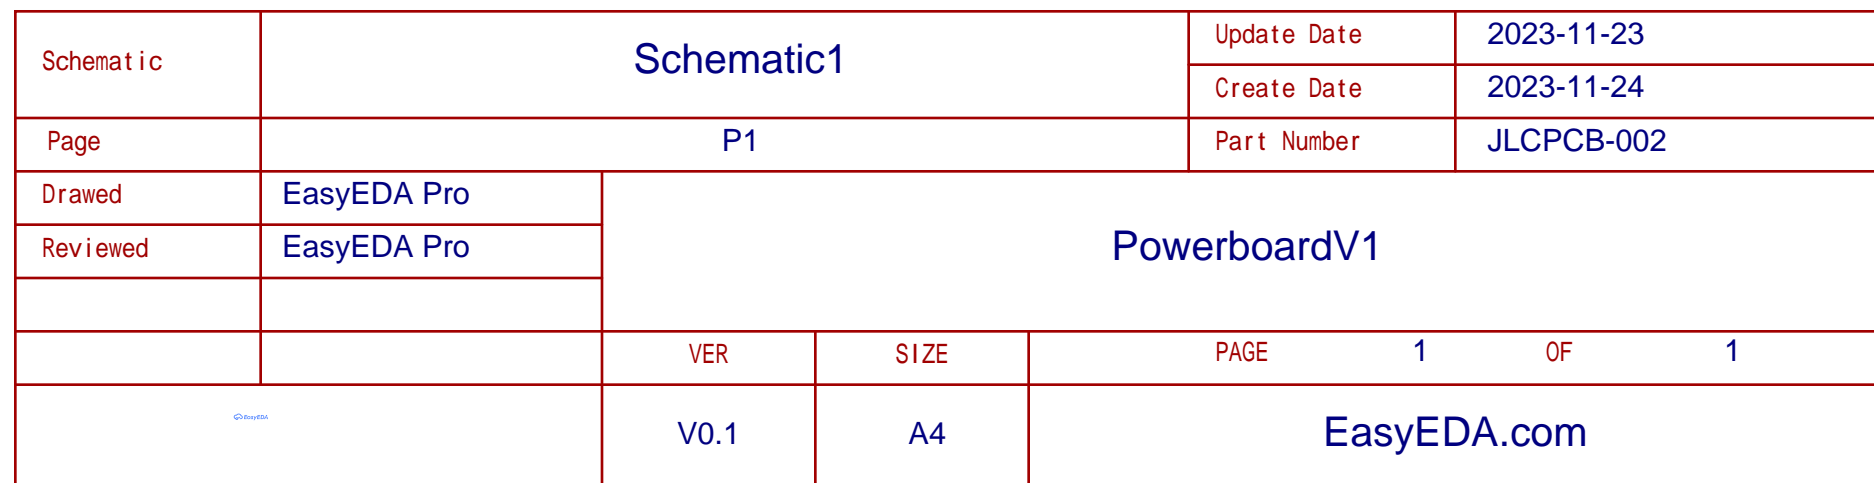 Schematic
Schematic1
Update Date
2023-11-23
Create Date
2023-11-24
Page
P1
Part Number
JLCPCB-002
Drawed
EasyEDA Pro
Reviewed
EasyEDA Pro
PowerboardV1
VER
SIZE
PAGE 1 OF 1
EasyEDA
V0.1
A4
EasyEDA.com